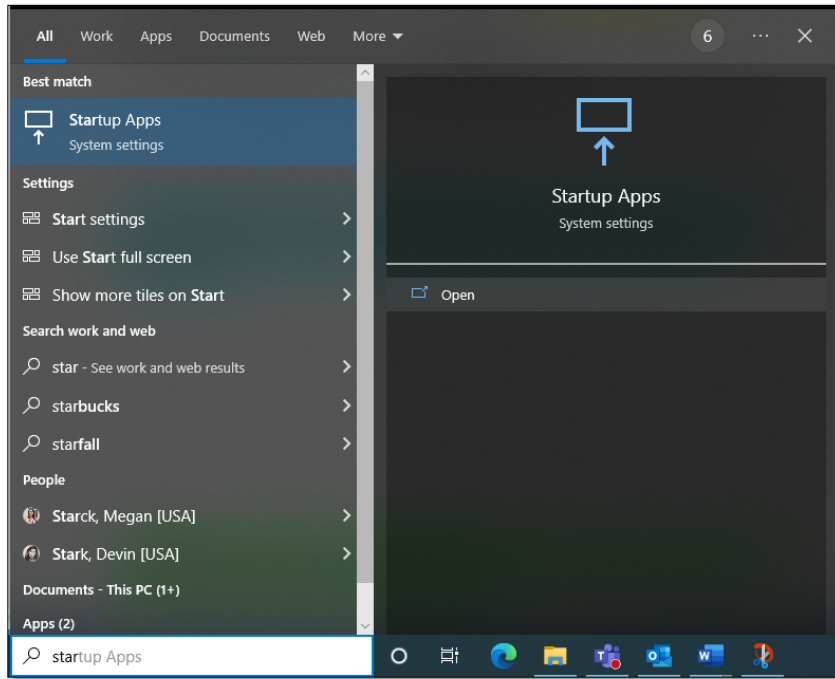 All Work Apps Documents Web More 6 ...
Best match
Startup Apps
System settings
Settings
Start settings
Use Start full screen
Show more tiles on Start
Search work and web
star - See work and web results
starbucks
starfall
People
Starck, Megan [USA]
Stark, Devin [USA]
Documents - This PC (1+)
Apps (2)
startup Apps
Startup Apps
System settings
Open